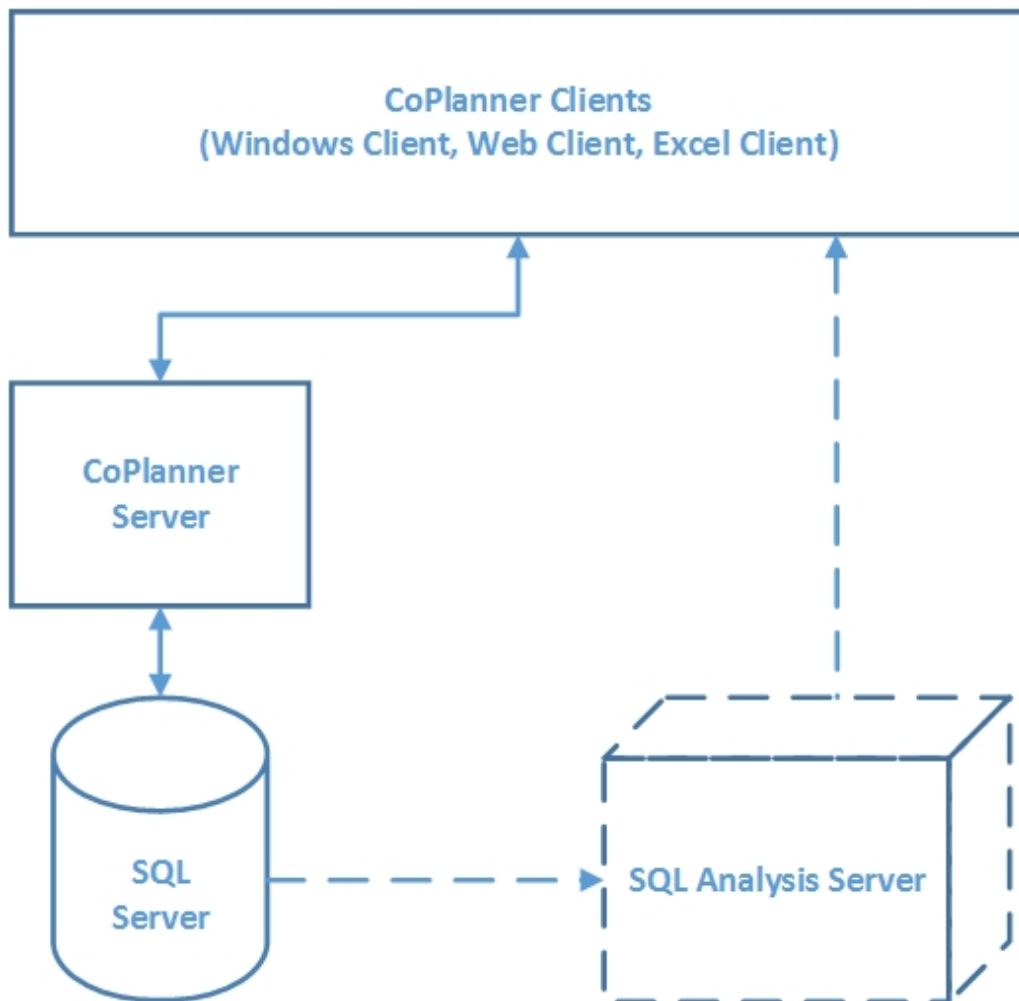 CoPlanner Clients
(Windows Client, Web Client, Excel Client)
CoPlanner
Server
SQL
Server
SQL Analysis Server